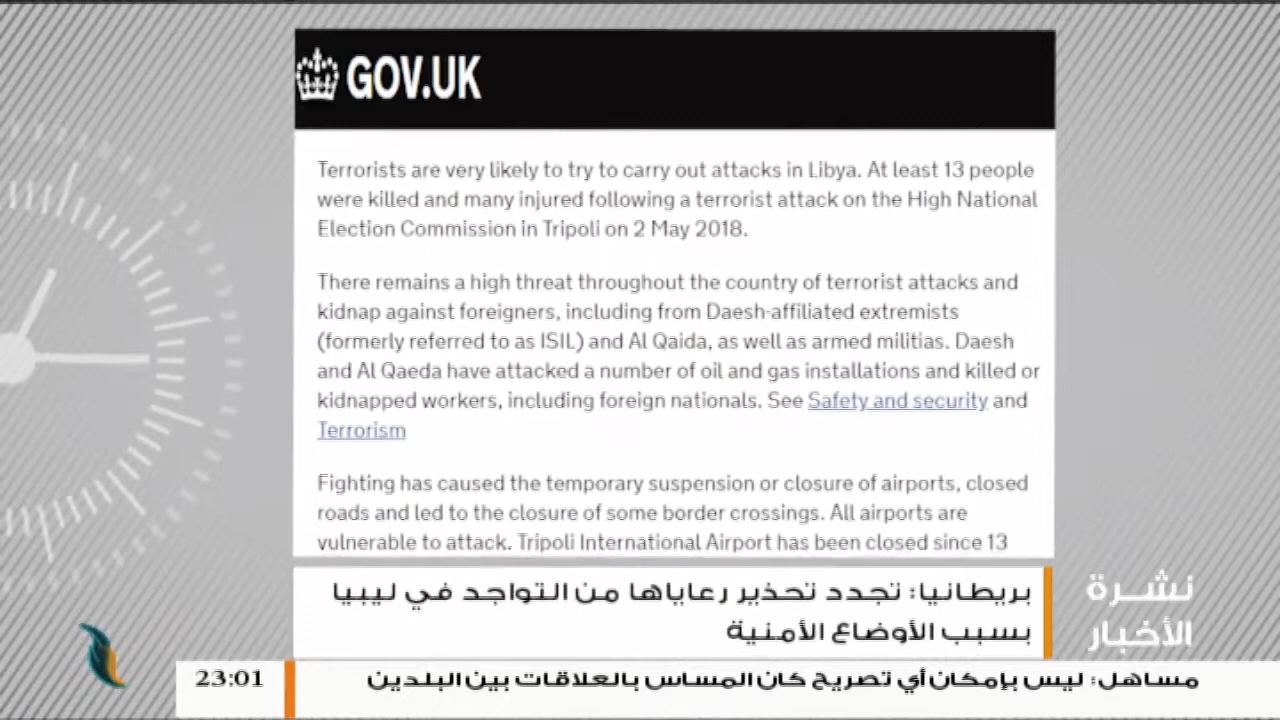 GOV.UK
Terrorists are very likely to try to carry out attacks in Libya. At least 13 people
were killed and many injured following a terrorist attack on the High National
Election Commission in Tripoli on 2 May 2018.
There remains a high threat throughout the country of terrorist attacks and
kidnap against foreigners, including from Daesh-affiliated extremists
(formerly referred to as ISIL) and Al Qaida, as well as armed militias. Daesh
and Al Qaeda have attacked a number of oil and gas installations and killed or
kidnapped workers, including foreign nationals. See Safety and security and
Terrorism
Fighting has caused the temporary suspension or closure of airports, closed
roads and led to the closure of some border crossings. All airports are
vulnerable to attack. Tripoli International Airport has been closed since 13
بريطانيا: تجدد تحذير رعاياها من التواجد في ليبيا
بسبب الأوضاع الأمنية
نشرة
الأخبار
مساهل: ليس بإمكان أي تصريح كان المساس بالعلاقات بين البلدين
23:01